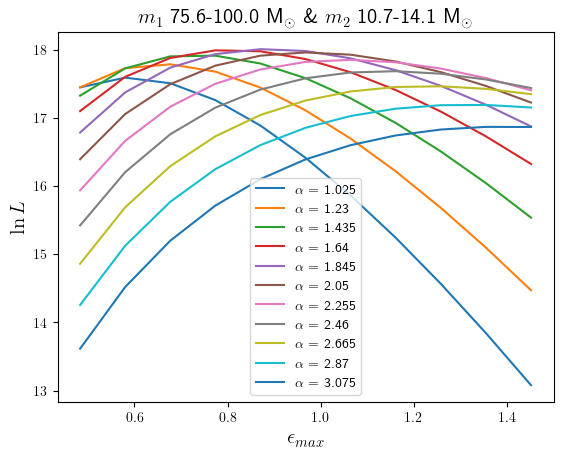 m₁ 75.6-100.0 M⊙ & m₂ 10.7-14.1 M⊙
18
17
16
15
14
13
ln L
α = 1.025
α = 1.23
α = 1.435
α = 1.64
α = 1.845
α = 2.05
α = 2.255
α = 2.46
α = 2.665
α = 2.87
α = 3.075
0.6 0.8 1.0 1.2 1.4
ϵmax